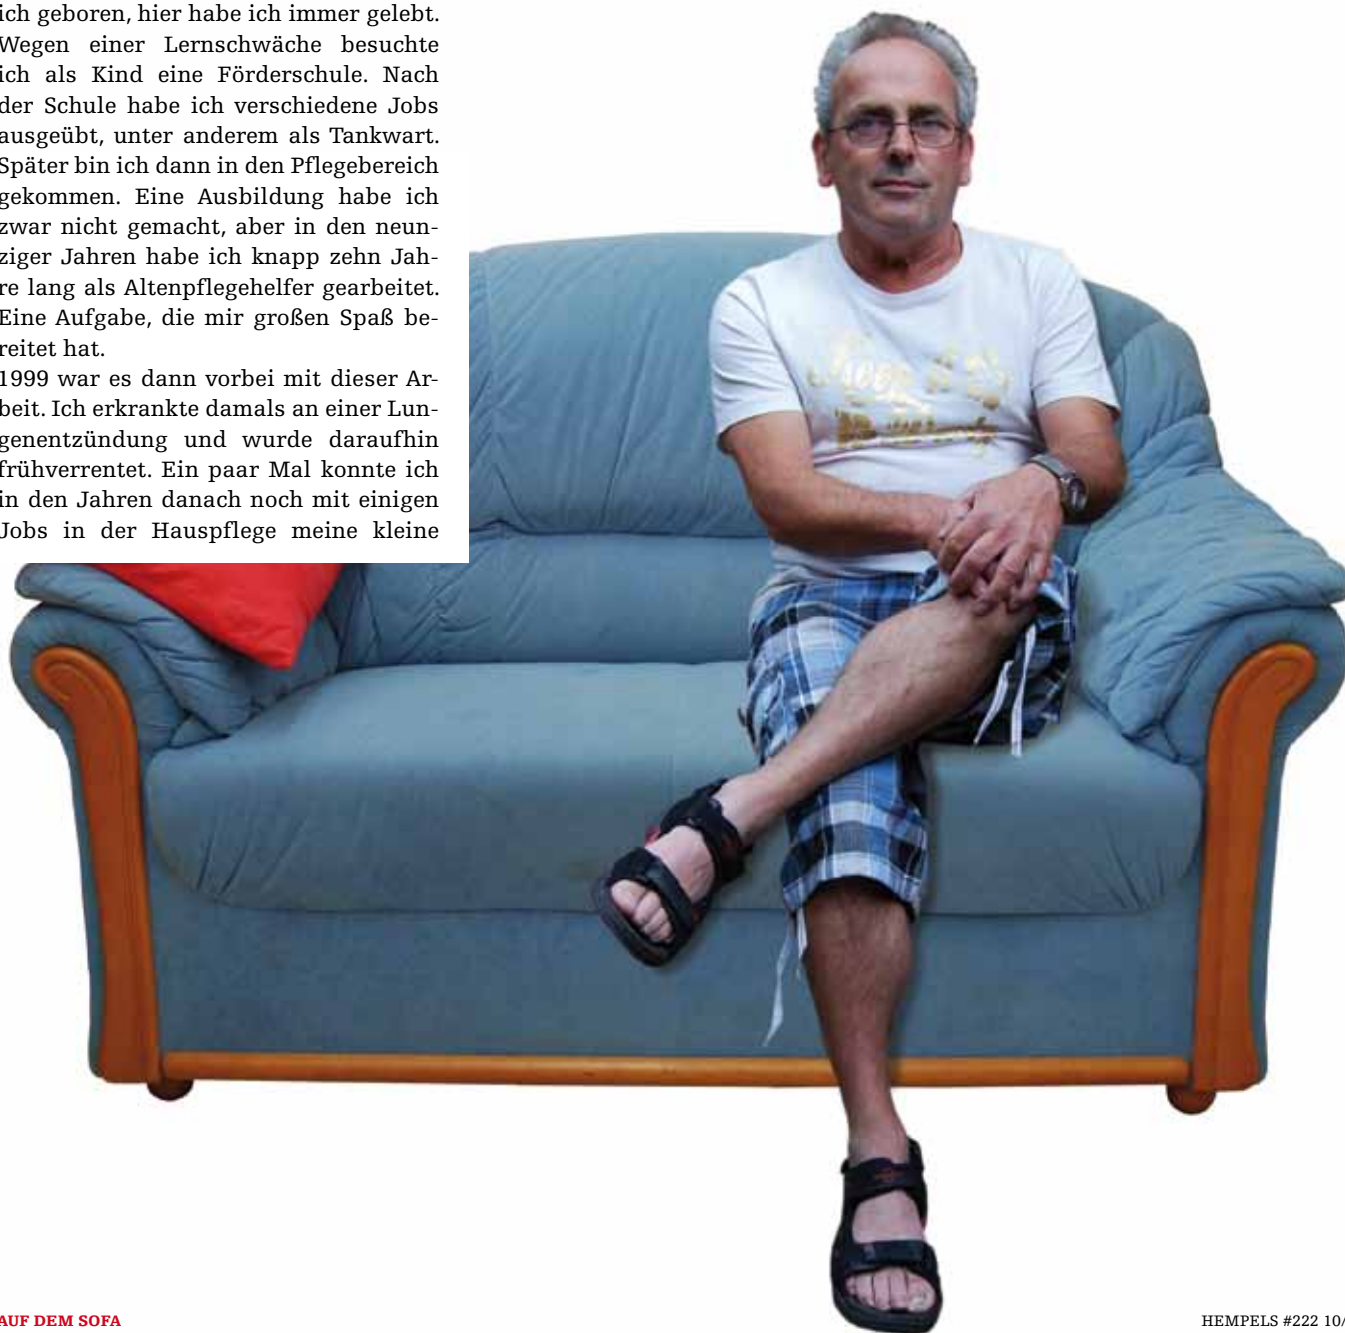 ich geboren, hier habe ich immer gelebt.
Wegen einer Lernschwäche besuchte
ich als Kind eine Förderschule. Nach
der Schule habe ich verschiedene Jobs
ausgeübt, unter anderem als Tankwart.
Später bin ich dann in den Pflegebereich
gekommen. Eine Ausbildung habe ich
zwar nicht gemacht, aber in den neun-
ziger Jahren habe ich knapp zehn Jah-
re lang als Altenpflegehelfer gearbeitet.
Eine Aufgabe, die mir großen Spaß be-
reitet hat.
1999 war es dann vorbei mit dieser Ar-
beit. Ich erkrankte damals an einer Lun-
genentzündung und wurde daraufhin
frühverrentet. Ein paar Mal konnte ich
in den Jahren danach noch mit einigen
Jobs in der Hauspflege meine kleine
AUF DEM SOFA
HEMPELS #222 10/